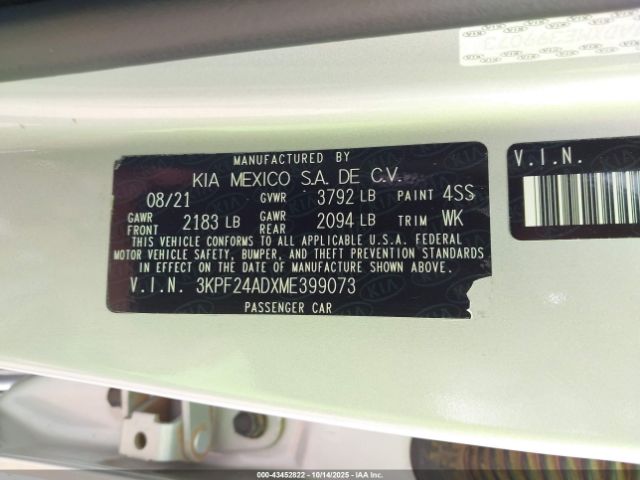 MANUFACTURED BY
KIA MEXICO S.A. DE C.V.
08/21 GVWR 3792 LB PAINT 4SS
GAWR FRONT 2183 LB GAWR REAR 2094 LB TRIM WK
THIS VEHICLE CONFORMS TO ALL APPLICABLE U.S.A. FEDERAL
MOTOR VEHICLE SAFETY, BUMPER, AND THEFT PREVENTION STANDARDS
IN EFFECT ON THE DATE OF MANUFACTURE SHOWN ABOVE.
V.I.N. 3KPF24ADXME399073
PASSENGER CAR
V.I.N.
000-43452822 - 10/14/2025 - IAAC